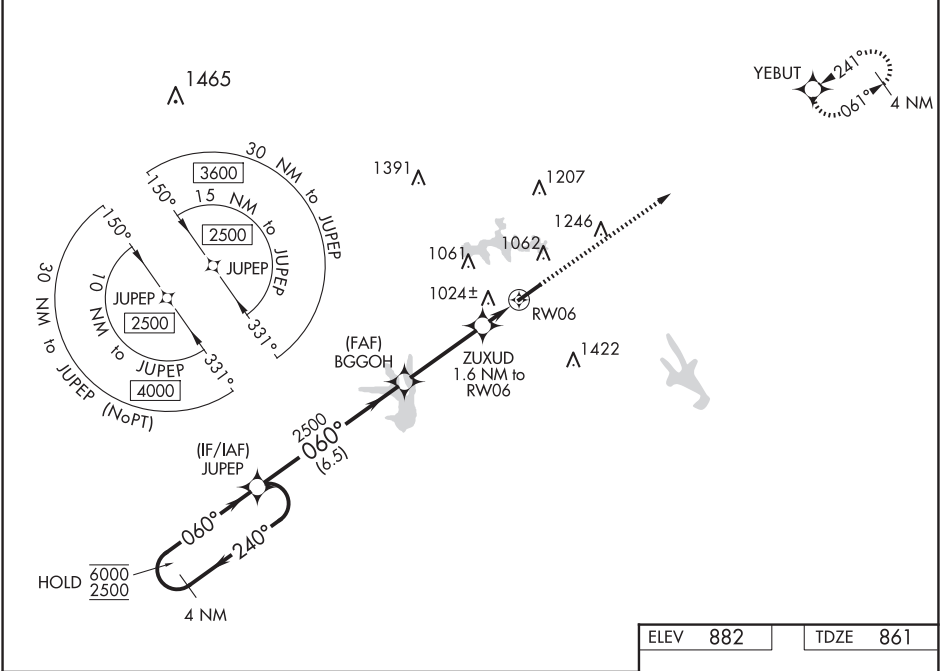 1465
YEBUT
241°
061°
4 NM
30 NM to JUPEP
3600
150°
15 NM to JUPEP
2500
JUPEP
331°
1391
1207
1246
1061
1062
1024±
RW06
150°
30 NM to JUPEP (NoPT)
10 NM to JUPEP
JUPEP
2500
4000
331°
(FAF)
BGGOH
ZUXUD
1.6 NM to
RW06
1422
2500
060°
(6.5)
(IF/IAF)
JUPEP
060°
240°
HOLD 6000
2500
4 NM
ELEV 882
TDZE 861